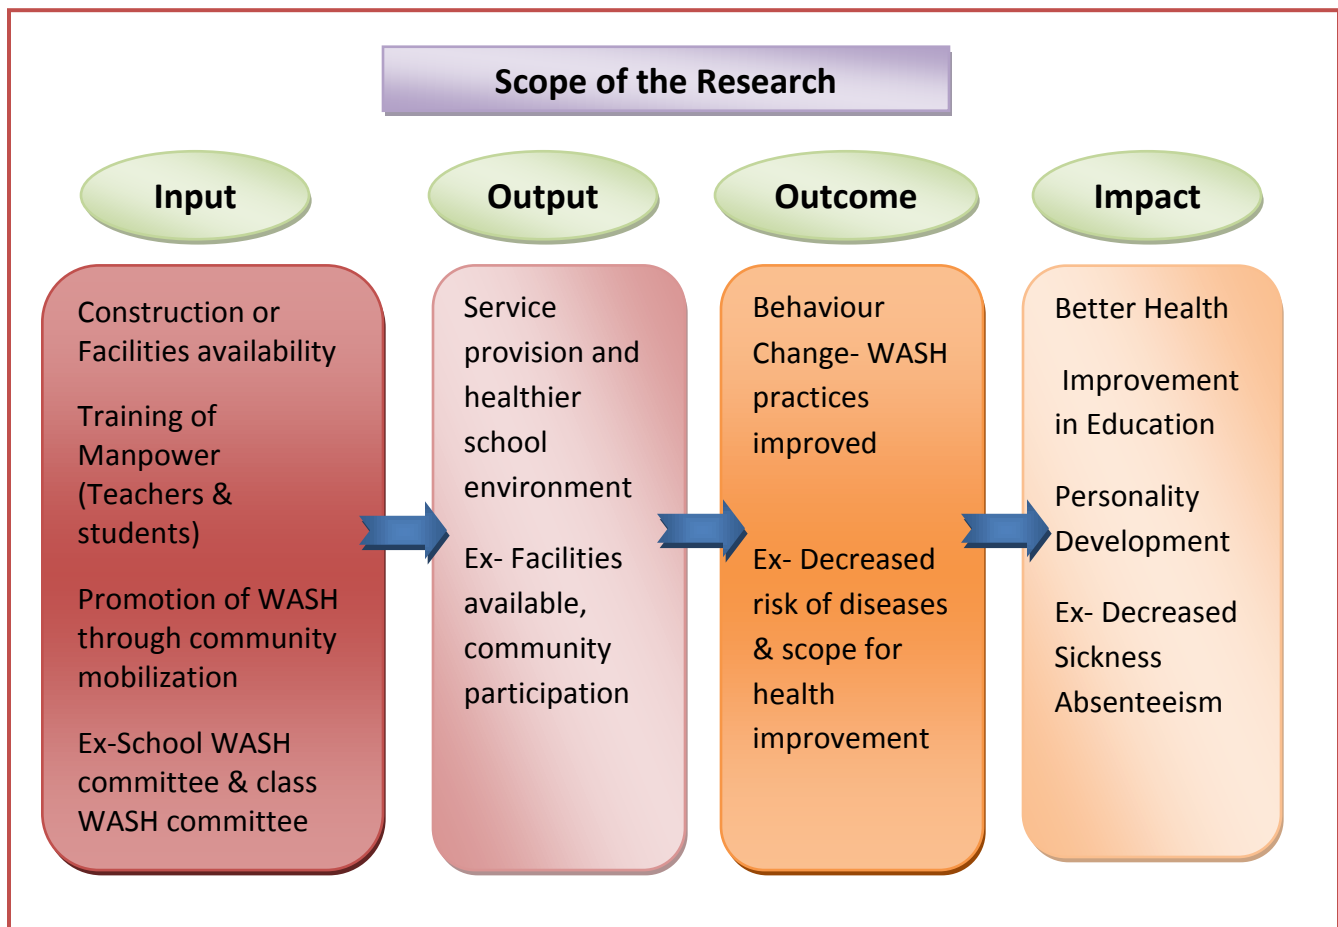 Scope of the Research
Input
Output
Outcome
Impact
Construction or
Facilities availability
Training of
Manpower
(Teachers &
students)
Promotion of WASH
through community
mobilization
Ex-School WASH
committee & class
WASH committee
Service
provision and
healthier
school
environment
Ex- Facilities
available,
community
participation
Behaviour
Change- WASH
practices
improved
Ex- Decreased
risk of diseases
& scope for
health
improvement
Better Health
Improvement
in Education
Personality
Development
Ex- Decreased
Sickness
Absenteeism